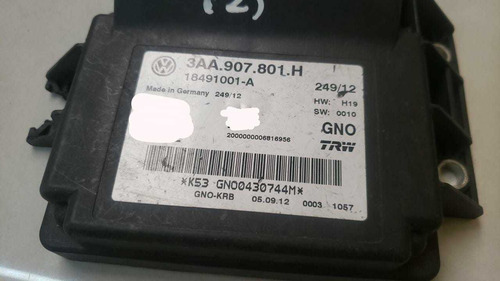 (2)
3AA.907.801.H
18491001-A
249/12
Made in Germany 249/12
HW: H19
SW: 0010
GNO
2000000006816956
TRW
*K53 GNO0430744M*
GNO-KRB 05.09.12 0003 1057